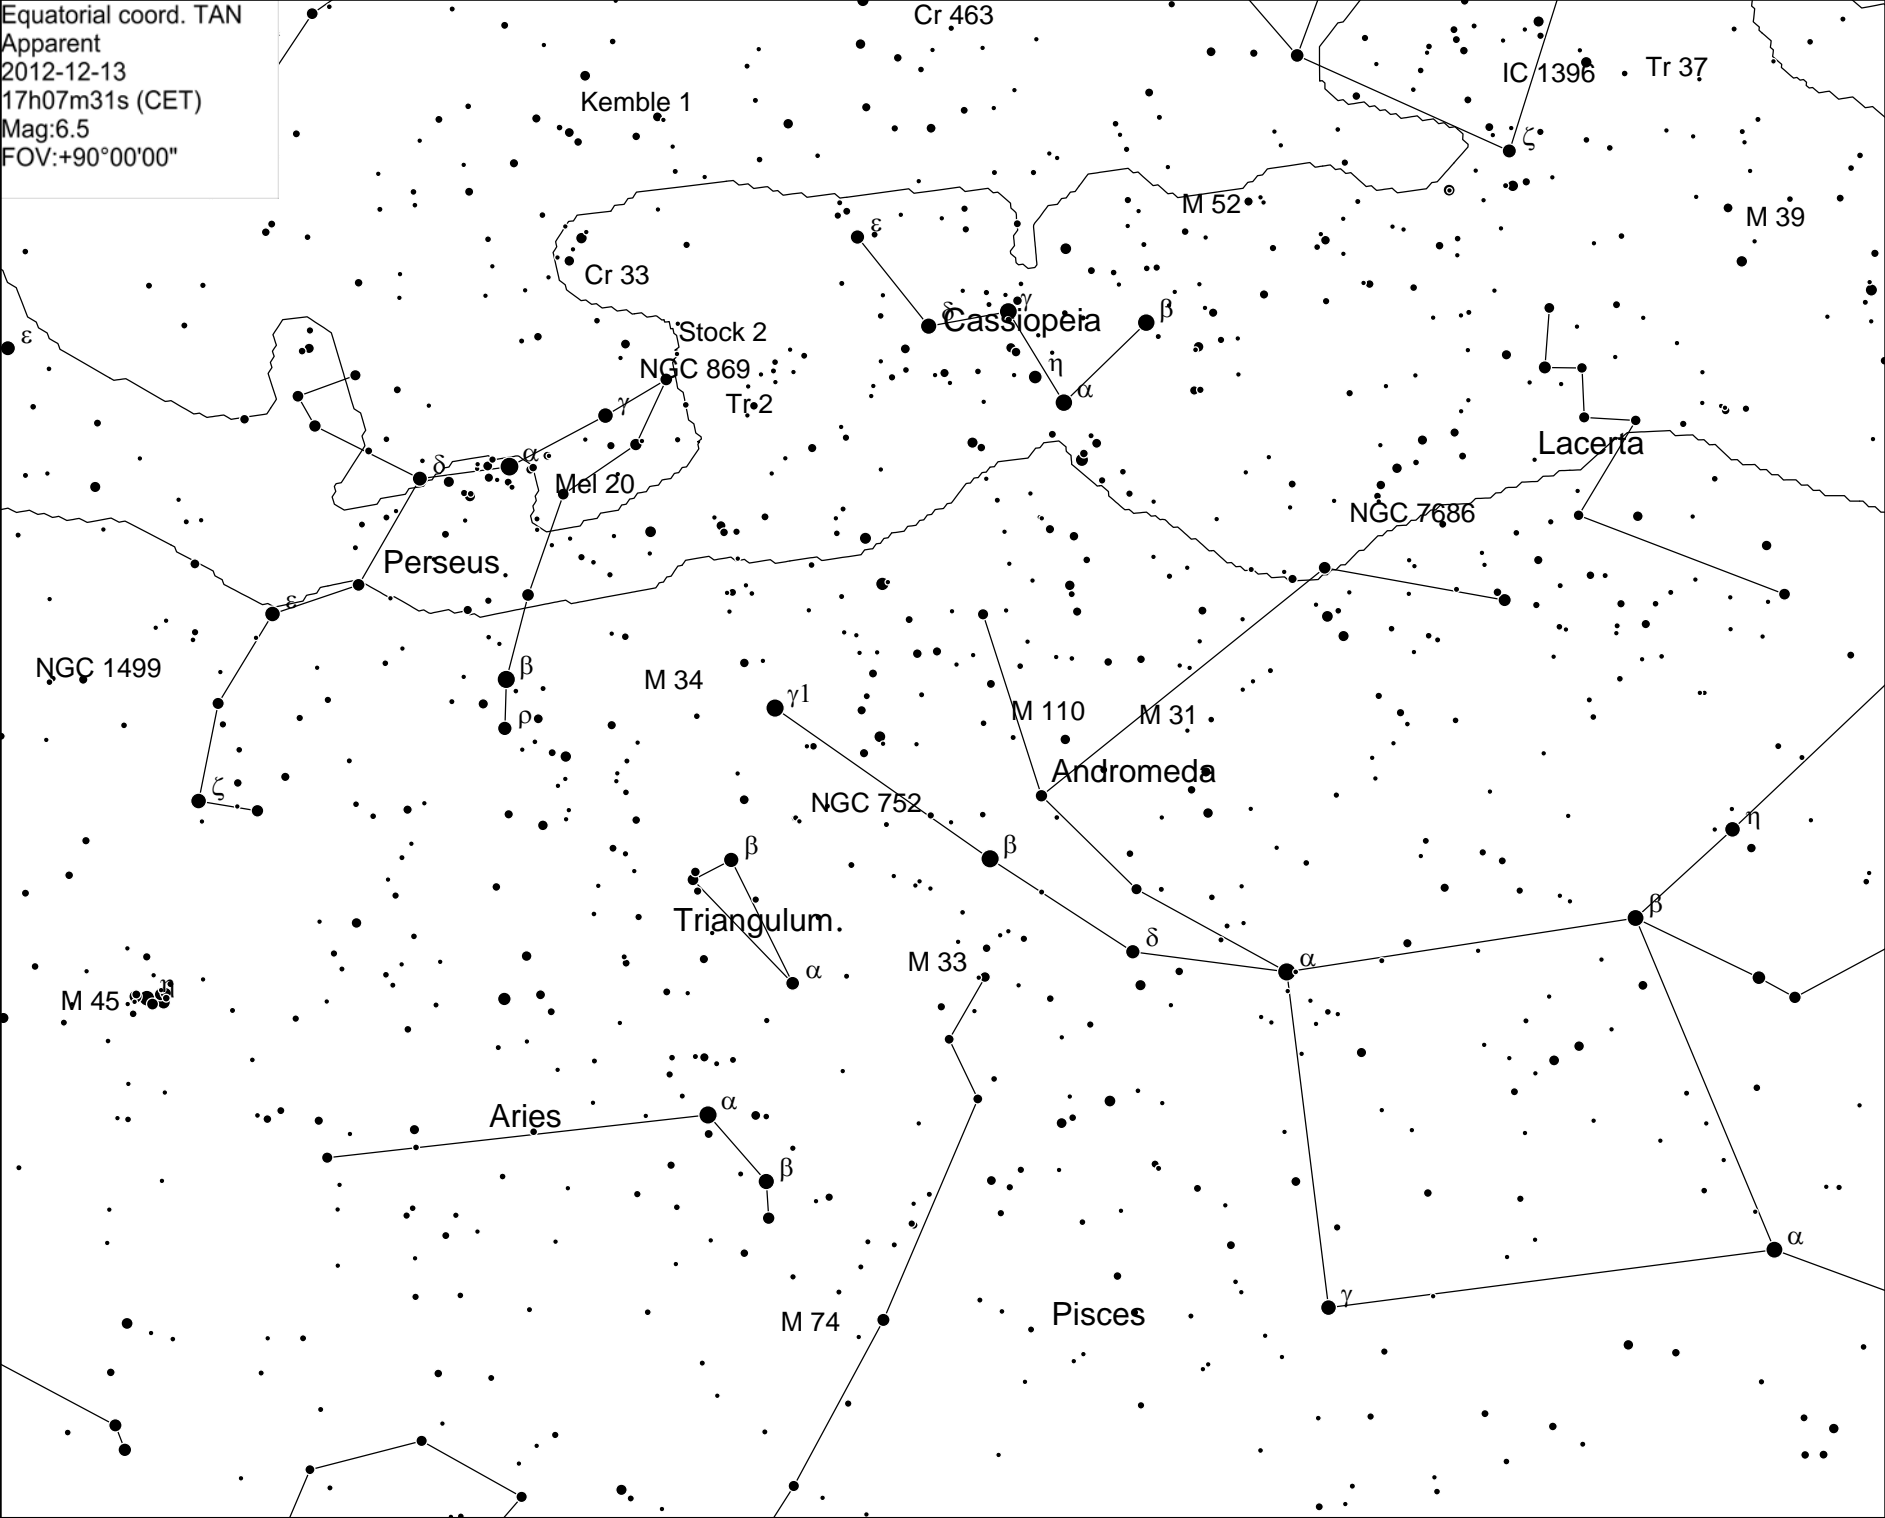 Equatorial coord. TAN
Apparent
2012-12-13
17h07m31s (CET)
Mag:6.5
FOV:+90°00'00"
Cr 463
IC 1396
Tr 37
Kemble 1
ζ
M 52
M 39
ε
Cr 33
ε
Stock 2
δ
γ
Cassiopeia
β
NGC 869
η
α
Tr 2
γ
Lacerta
δ
α
Mel 20
NGC 7686
Perseus
ε
NGC 1499
β
M 34
γ1
ρ
M 110
M 31
Andromeda
ζ
NGC 752
η
β
β
β
Triangulum
δ
α
M 33
α
η
M 45
Aries
α
β
α
γ
M 74
Pisces